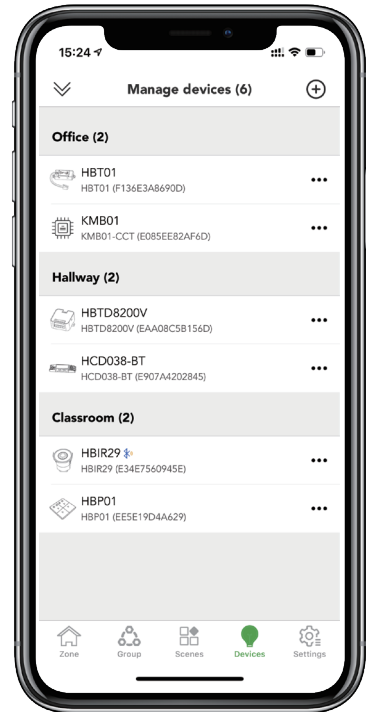 15:24
Manage devices (6)
Office (2)
HBT01
HBT01 (F136E3A8690D)
KMB01
KMB01-CCT (E085EE82AF6D)
Hallway (2)
HBTD8200V
HBTD8200V (EAA08C5B156D)
HCD038-BT
HCD038-BT (E907A4202845)
Classroom (2)
HBIR29
HBIR29 (E34E7560945E)
HBP01
HBP01 (EE5E19D4A629)
Zone Group Scenes Devices Settings